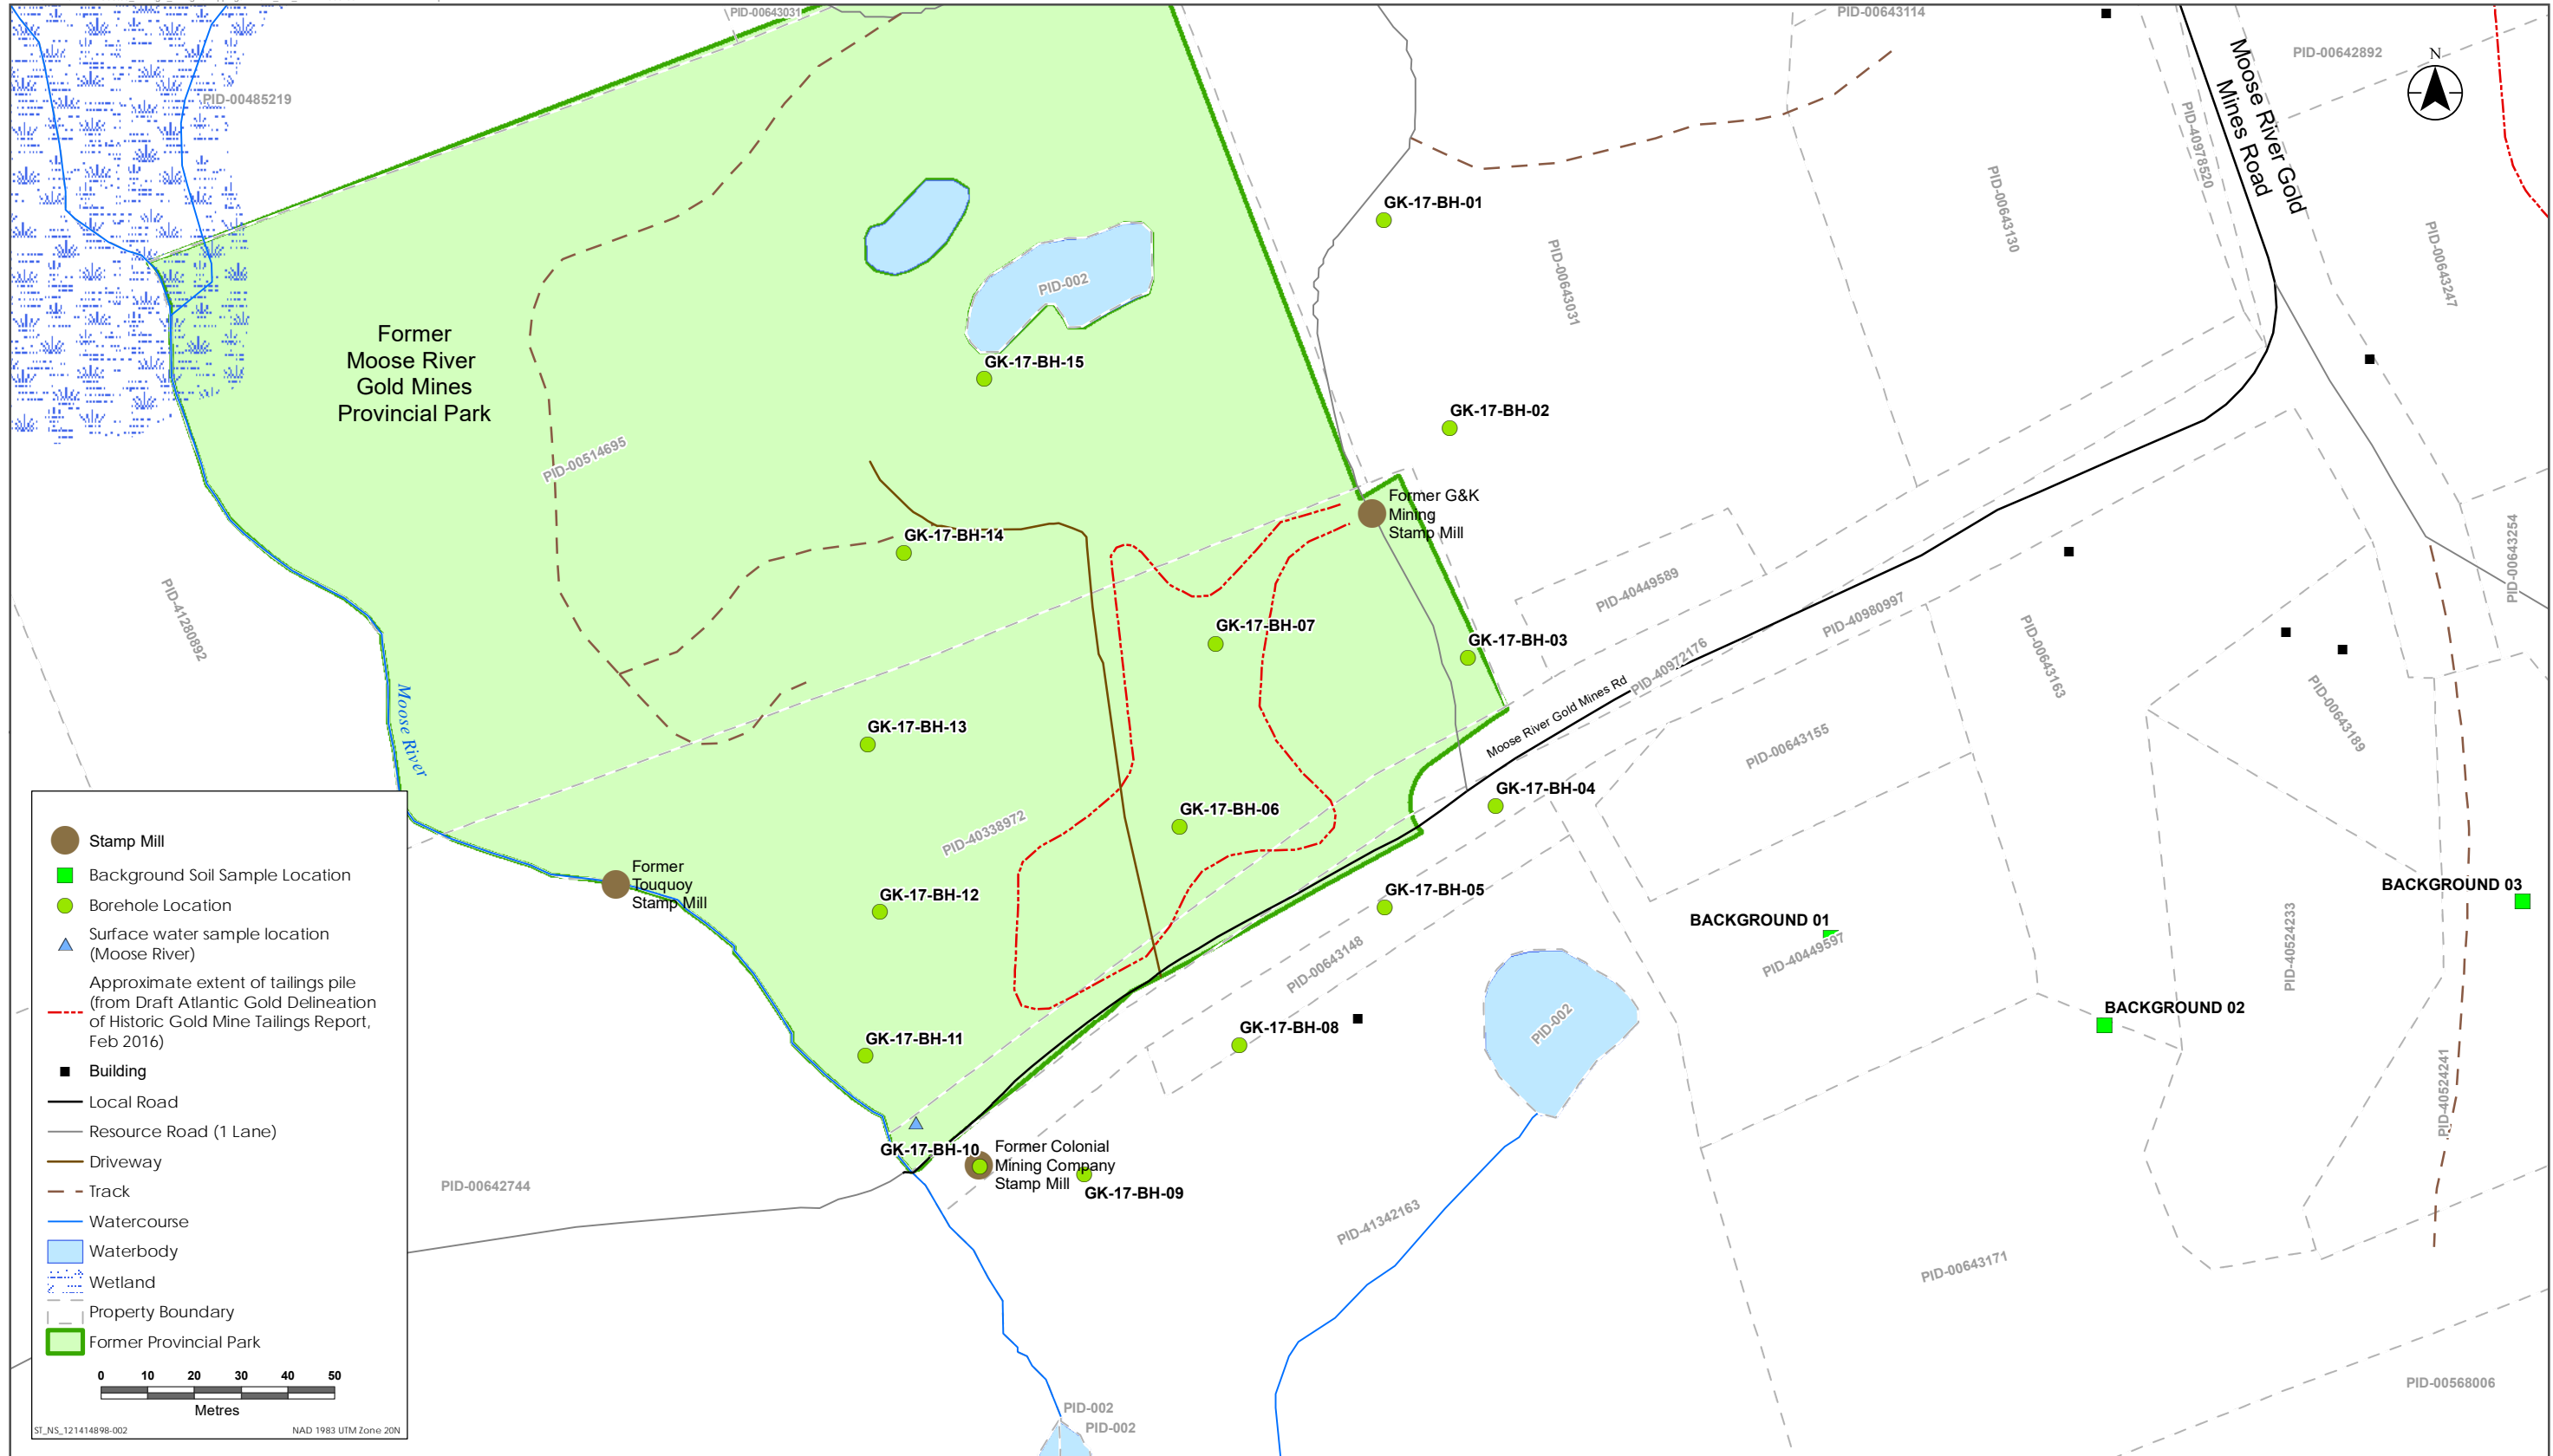 PID-00643031
PID-00643114
PID-00642892
N
PID-00485219
Moose River Gold
Mines Road
PID-40978520
PID-00643130
GK-17-BH-01
PID-00643031
PID-00643247
PID-002
Former
Moose River
Gold Mines
Provincial Park
GK-17-BH-15
GK-17-BH-02
PID-00514695
Former G&K
Mining
Stamp Mill
GK-17-BH-14
PID-00643254
PID-40449589
PID-41280892
PID-40980997
GK-17-BH-07
GK-17-BH-03
PID-00643163
PID-40972176
Moose River Gold Mines Rd
PID-00643189
Moose River
GK-17-BH-13
PID-00643155
GK-17-BH-04
GK-17-BH-06
PID-40338972
Former
Touquoy
Stamp Mill
GK-17-BH-12
GK-17-BH-05
BACKGROUND 03
BACKGROUND 01
PID-40449597
PID-40524233
PID-00643148
BACKGROUND 02
PID-002
GK-17-BH-08
GK-17-BH-11
PID-40524241
GK-17-BH-10
Former Colonial
Mining Company
Stamp Mill
GK-17-BH-09
PID-00642744
PID-41342163
PID-00643171
PID-00568006
PID-002
PID-002
Stamp Mill
Background Soil Sample Location
Borehole Location
Surface water sample location
(Moose River)
Approximate extent of tailings pile
(from Draft Atlantic Gold Delineation
of Historic Gold Mine Tailings Report,
Feb 2016)
Building
Local Road
Resource Road (1 Lane)
Driveway
Track
Watercourse
Waterbody
Wetland
Property Boundary
Former Provincial Park
0 10 20 30 40 50
Metres
ST_NS_121414898-002
NAD 1983 UTM Zone 20N